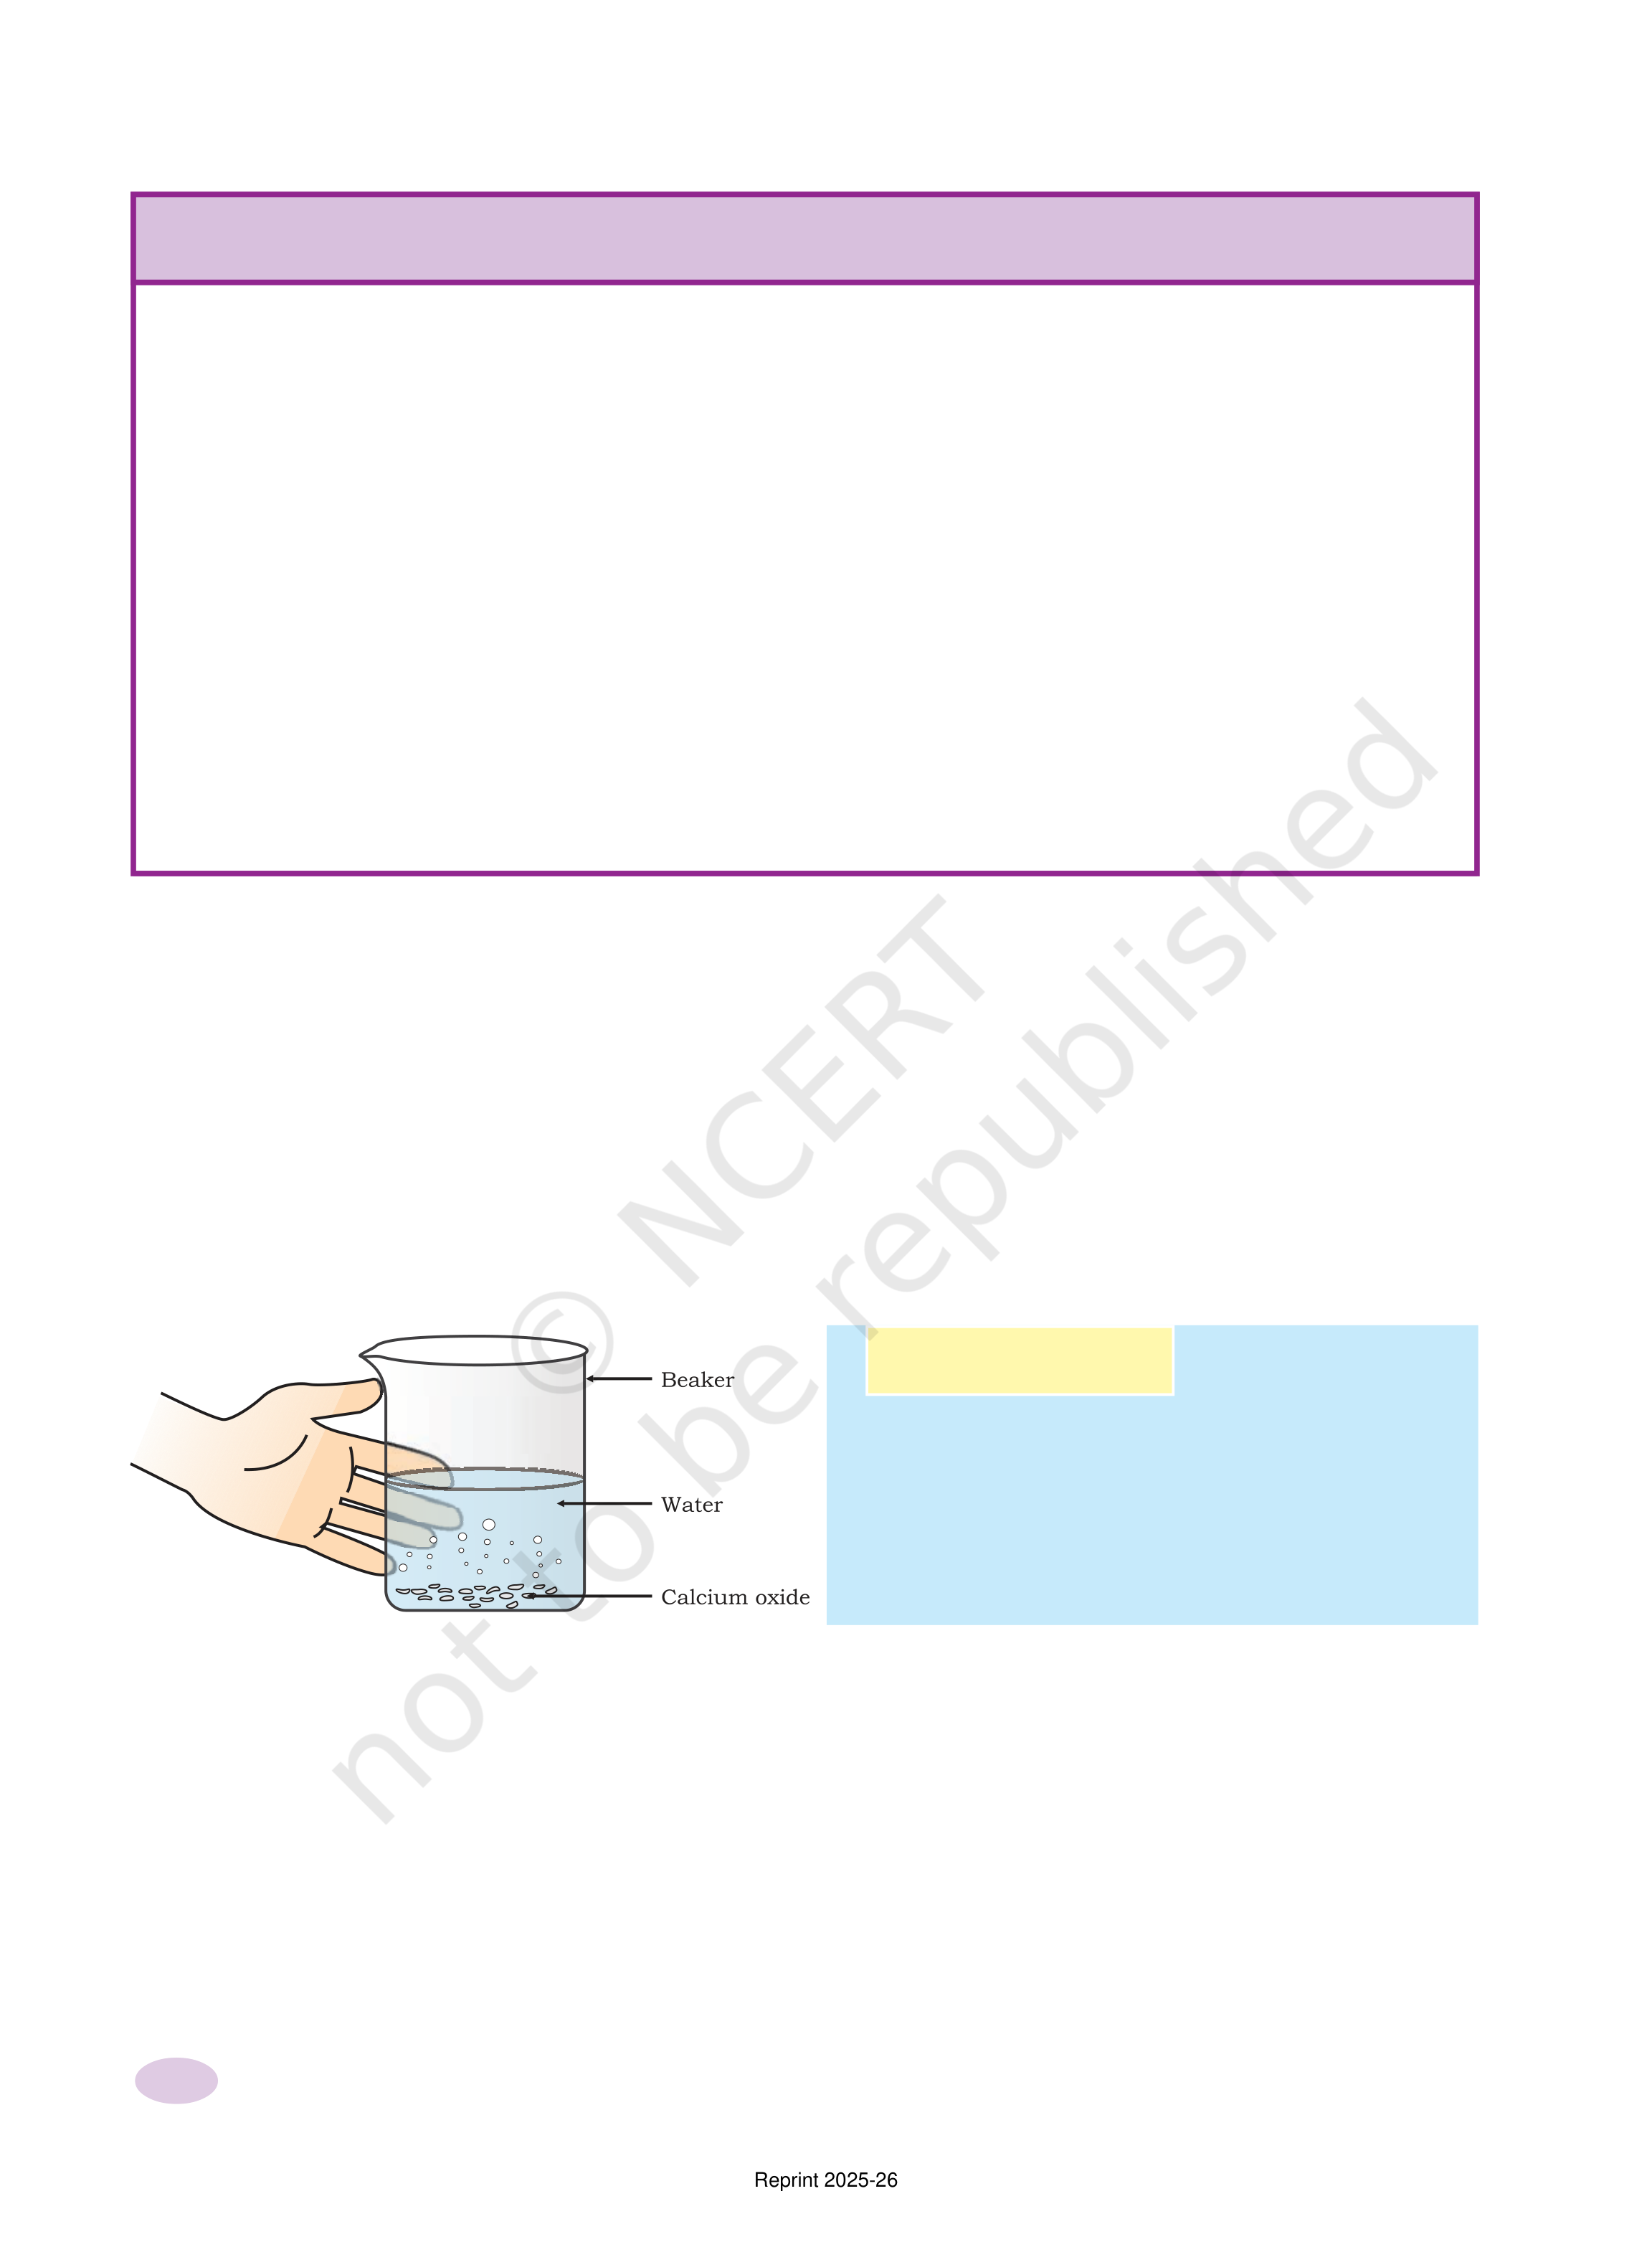 © NCERT
not to be republished
Beaker
Water
Calcium oxide
Reprint 2025-26